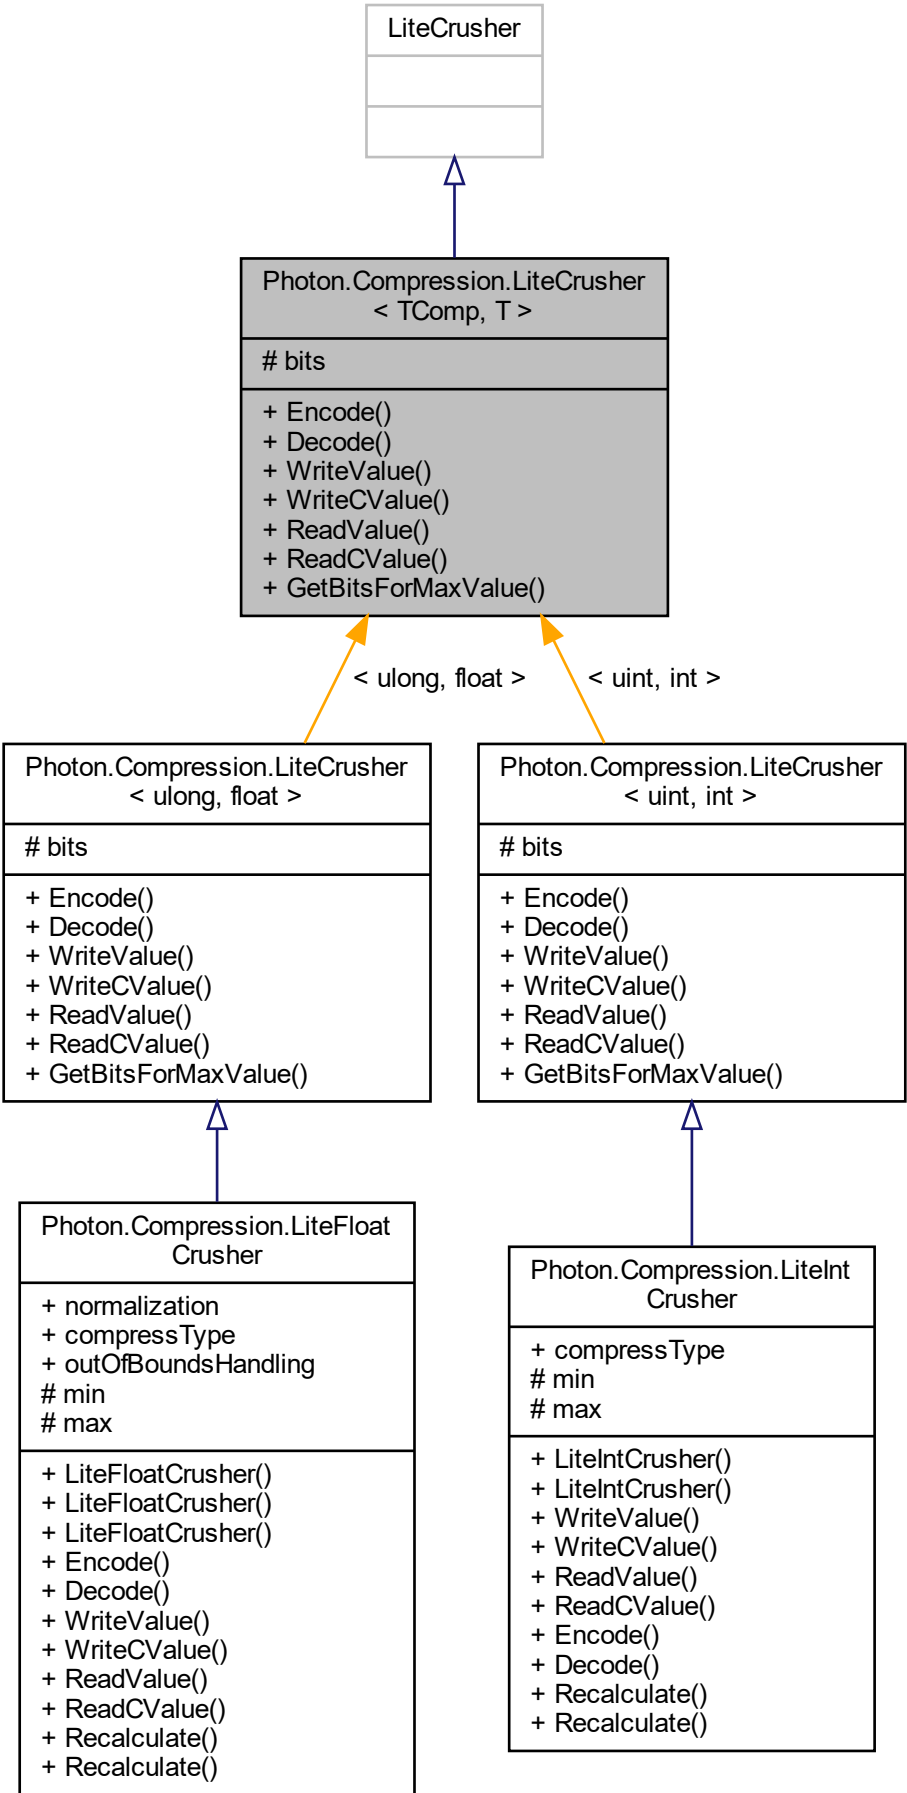 LiteCrusher
Photon.Compression.LiteCrusher
< TComp, T >
# bits
+ Encode()
+ Decode()
+ WriteValue()
+ WriteCValue()
+ ReadValue()
+ ReadCValue()
+ GetBitsForMaxValue()
< ulong, float >
< uint, int >
Photon.Compression.LiteCrusher
< ulong, float >
# bits
+ Encode()
+ Decode()
+ WriteValue()
+ WriteCValue()
+ ReadValue()
+ ReadCValue()
+ GetBitsForMaxValue()
Photon.Compression.LiteCrusher
< uint, int >
# bits
+ Encode()
+ Decode()
+ WriteValue()
+ WriteCValue()
+ ReadValue()
+ ReadCValue()
+ GetBitsForMaxValue()
Photon.Compression.LiteFloat
Crusher
+ normalization
+ compressType
+ outOfBoundsHandling
# min
# max
+ LiteFloatCrusher()
+ LiteFloatCrusher()
+ LiteFloatCrusher()
+ Encode()
+ Decode()
+ WriteValue()
+ WriteCValue()
+ ReadValue()
+ ReadCValue()
+ Recalculate()
+ Recalculate()
Photon.Compression.LiteInt
Crusher
+ compressType
# min
# max
+ LiteIntCrusher()
+ LiteIntCrusher()
+ WriteValue()
+ WriteCValue()
+ ReadValue()
+ ReadCValue()
+ Encode()
+ Decode()
+ Recalculate()
+ Recalculate()